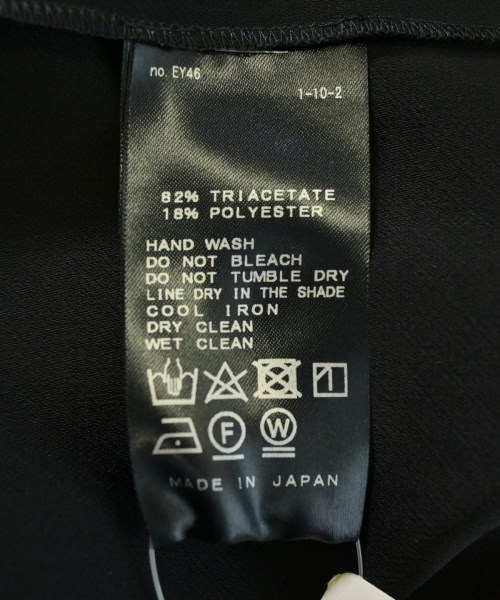 no. EY46
1-10-2
82% TRIACETATE
18% POLYESTER
HAND WASH
DO NOT BLEACH
DO NOT TUMBLE DRY
LINE DRY IN THE SHADE
COOL IRON
DRY CLEAN
WET CLEAN
F W
MADE IN JAPAN